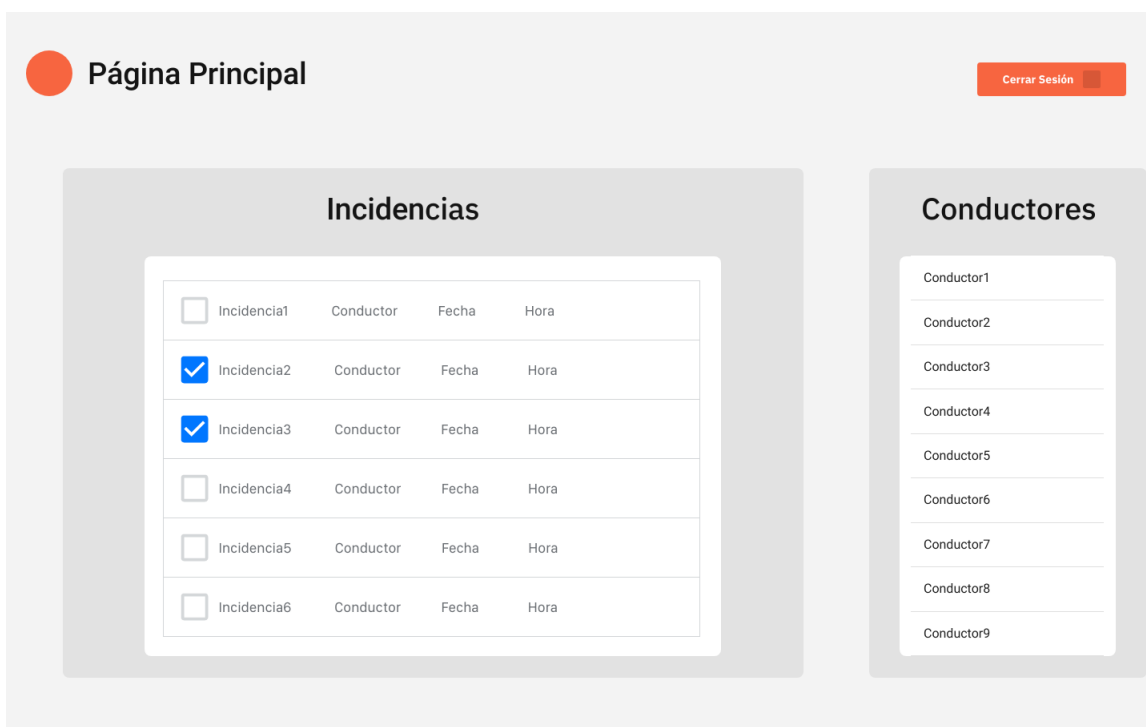 Página Principal
Cerrar Sesión
Incidencias
Incidencia1 Conductor Fecha Hora
Incidencia2 Conductor Fecha Hora
Incidencia3 Conductor Fecha Hora
Incidencia4 Conductor Fecha Hora
Incidencia5 Conductor Fecha Hora
Incidencia6 Conductor Fecha Hora
Conductores
Conductor1
Conductor2
Conductor3
Conductor4
Conductor5
Conductor6
Conductor7
Conductor8
Conductor9